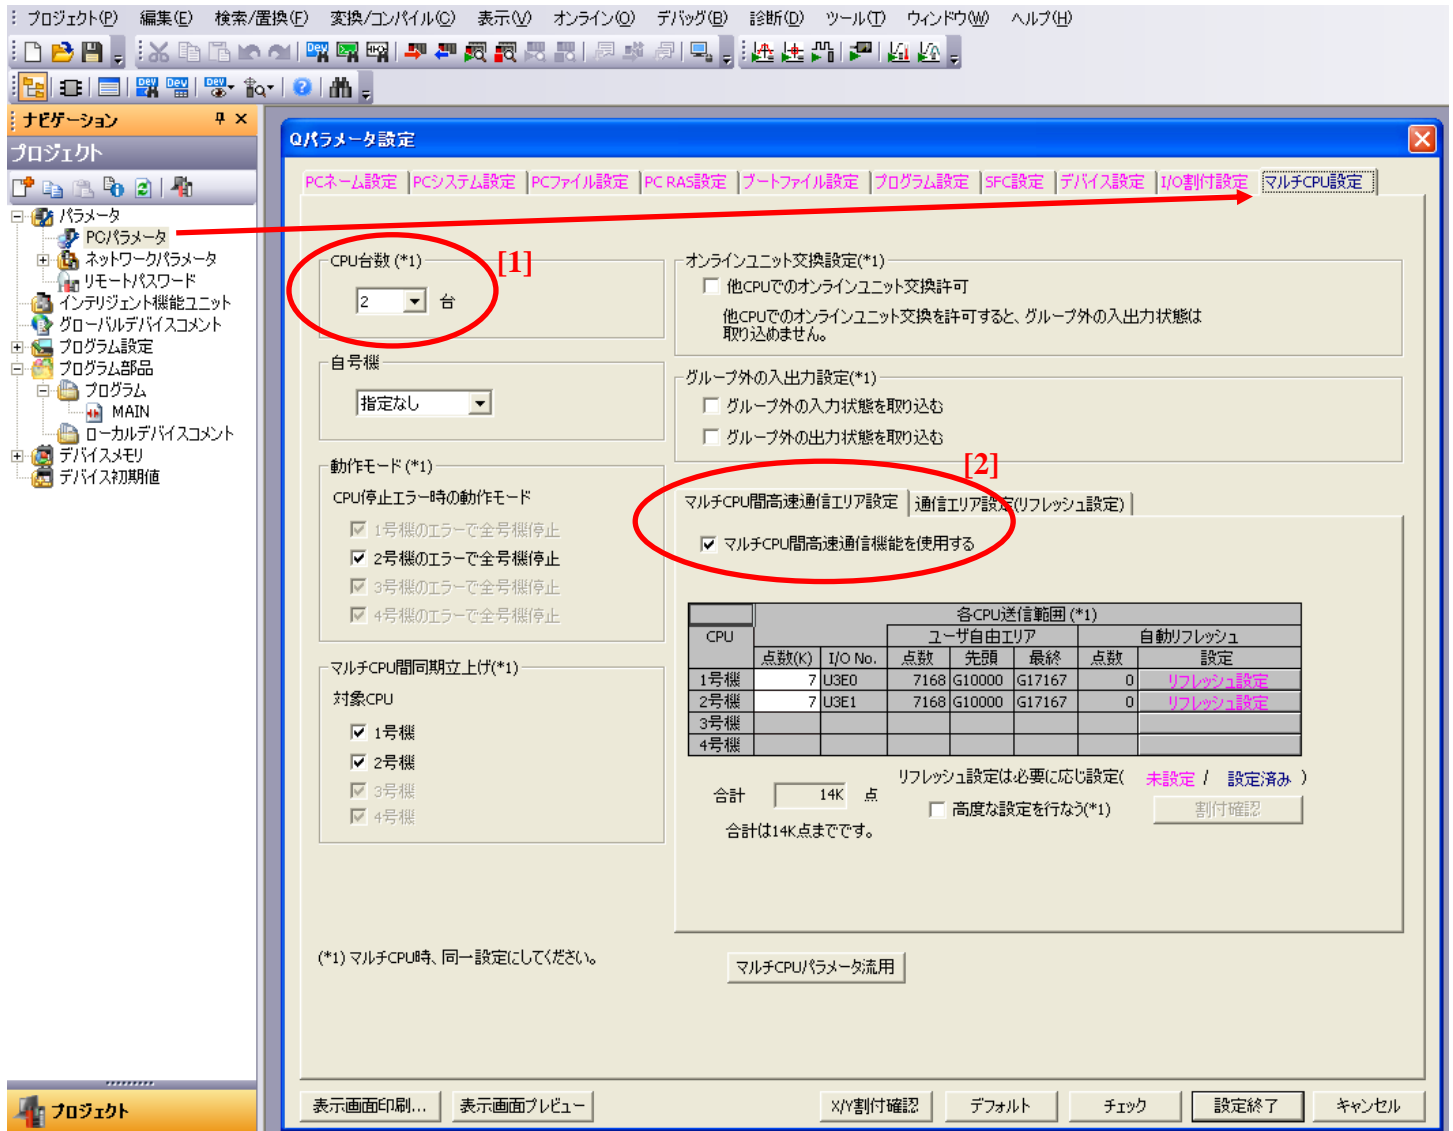 プロジェクト(P) 編集(E) 検索/置換(F) 変換/コンパイル(C) 表示(V) オンライン(O) デバッグ(B) 診断(D) ツール(T) ウィンドウ(W) ヘルプ(H)
ナビゲーション
プロジェクト
パラメータ
PCパラメータ
ネットワークパラメータ
リモートパスワード
インテリジェント機能ユニット
グローバルデバイスコメント
プログラム設定
プログラム部品
プログラム
MAIN
ローカルデバイスコメント
デバイスメモリ
デバイス初期値
プロジェクト
Qパラメータ設定
PCネーム設定 PCシステム設定 PCファイル設定 PC RAS設定 ブートファイル設定 プログラム設定 SFC設定 デバイス設定 I/O割付設定 マルチCPU設定
CPU台数 (*1)
[1]
2 台
自号機
指定なし
動作モード (*1)
CPU停止エラー時の動作モード
1号機のエラーで全号機停止
2号機のエラーで全号機停止
3号機のエラーで全号機停止
4号機のエラーで全号機停止
マルチCPU間同期立上げ(*1)
対象CPU
1号機
2号機
3号機
4号機
(*1) マルチCPU時、同一設定にしてください。
オンラインユニット交換設定(*1)
他CPUでのオンラインユニット交換許可
他CPUでのオンラインユニット交換を許可すると、グループ外の入出力状態は
取り込めません。
グループ外の入出力設定(*1)
グループ外の入力状態を取り込む
グループ外の出力状態を取り込む
[2]
マルチCPU間高速通信エリア設定 通信エリア設定(リフレッシュ設定)
マルチCPU間高速通信機能を使用する
各CPU送信範囲 (*1)
CPU ユーザ自由エリア 自動リフレッシュ
点数(K) I/O No. 点数 先頭 最終 点数 設定
1号機 7 U3E0 7168 G10000 G17167 0 リフレッシュ設定
2号機 7 U3E1 7168 G10000 G17167 0 リフレッシュ設定
3号機
4号機
リフレッシュ設定は必要に応じ設定( 未設定 / 設定済み )
合計 14K 点
高度な設定を行なう(*1) 割付確認
合計は14K点までです。
マルチCPUパラメータ流用
表示画面印刷... 表示画面プレビュー X/Y割付確認 デフォルト チェック 設定終了 キャンセル